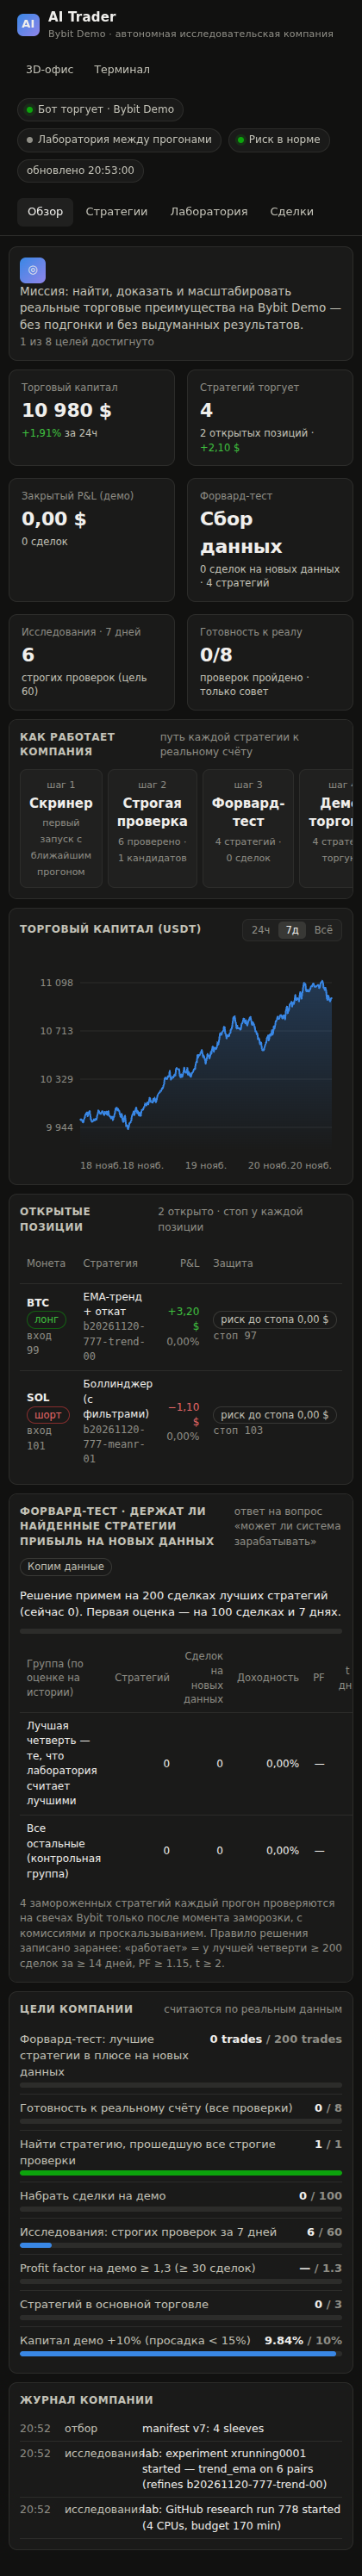 AI
AI Trader
Bybit Demo · автономная исследовательская компания
3D-офис Терминал
Бот торгует · Bybit Demo
Лаборатория между прогонами Риск в норме
обновлено 20:53:00
Обзор Стратегии Лаборатория Сделки
Миссия: найти, доказать и масштабировать
реальные торговые преимущества на Bybit Demo —
без подгонки и без выдуманных результатов.
1 из 8 целей достигнуто
Торговый капитал
10 980 $
+1,91% за 24ч
Стратегий торгует
4
2 открытых позиций ·
+2,10 $
Закрытый P&L (демо)
0,00 $
0 сделок
Форвард-тест
Сбор
данных
0 сделок на новых данных
· 4 стратегий
Исследования · 7 дней
6
строгих проверок (цель
60)
Готовность к реалу
0/8
проверок пройдено ·
только совет
КАК РАБОТАЕТ
КОМПАНИЯ
путь каждой стратегии к
реальному счёту
шаг 1
Скринер
первый
запуск с
ближайшим
прогоном
шаг 2
Строгая
проверка
6 проверено ·
1 кандидатов
шаг 3
Форвард-
тест
4 стратегий ·
0 сделок
шаг
ТОРГОВЫЙ КАПИТАЛ (USDT)
24ч 7д Всё
11 098
10 713
10 329
9 944
18 нояб. 18 нояб. 19 нояб. 20 нояб. 20 нояб.
ОТКРЫТЫЕ
ПОЗИЦИИ
2 открыто · стоп у каждой
позиции
Монета Стратегия P&L Защита
BTC
лонг
вход
99
EMA-тренд
+ откат
b20261120-
777-trend-
00
+3,20
$
0,00%
риск до стопа 0,00 $
стоп 97
SOL
шорт
вход
101
Боллинджер
(с
фильтрами)
b20261120-
777-meanr-
01
−1,10
$
0,00%
риск до стопа 0,00 $
стоп 103
ФОРВАРД-ТЕСТ · ДЕРЖАТ ЛИ
НАЙДЕННЫЕ СТРАТЕГИИ
ПРИБЫЛЬ НА НОВЫХ ДАННЫХ
ответ на вопрос
«может ли система
зарабатывать»
Копим данные
Решение примем на 200 сделках лучших стратегий
(сейчас 0). Первая оценка — на 100 сделках и 7 днях.
Группа (по
оценке на
истории)
Стратегий
Сделок
на
новых
данных
Доходность
PF
t
Лучшая
четверть —
те, что
лаборатория
считает
лучшими
0 0 0,00% —
Все
остальные
(контрольная
группа)
0 0 0,00% —
4 замороженных стратегий каждый прогон проверяются
на свечах Bybit только после момента заморозки, с
комиссиями и проскальзыванием. Правило решения
записано заранее: «работает» = у лучшей четверти ≥ 200
сделок за ≥ 14 дней, PF ≥ 1.15, t ≥ 2.
ЦЕЛИ КОМПАНИИ считаются по реальным данным
Форвард-тест: лучшие
стратегии в плюсе на новых
данных
0 trades / 200 trades
Готовность к реальному счёту (все проверки) 0 / 8
Найти стратегию, прошедшую все строгие
проверки
1 / 1
Набрать сделки на демо 0 / 100
Исследования: строгих проверок за 7 дней 6 / 60
Profit factor на демо ≥ 1,3 (≥ 30 сделок) — / 1.3
Стратегий в основной торговле 0 / 3
Капитал демо +10% (просадка < 15%) 9.84% / 10%
ЖУРНАЛ КОМПАНИИ
20:52 отбор manifest v7: 4 sleeves
20:52 исследования lab: experiment xrunning0001
started — trend_ema on 6 pairs
(refines b20261120-777-trend-00)
20:52 исследования lab: GitHub research run 778 started
(4 CPUs, budget 170 min)